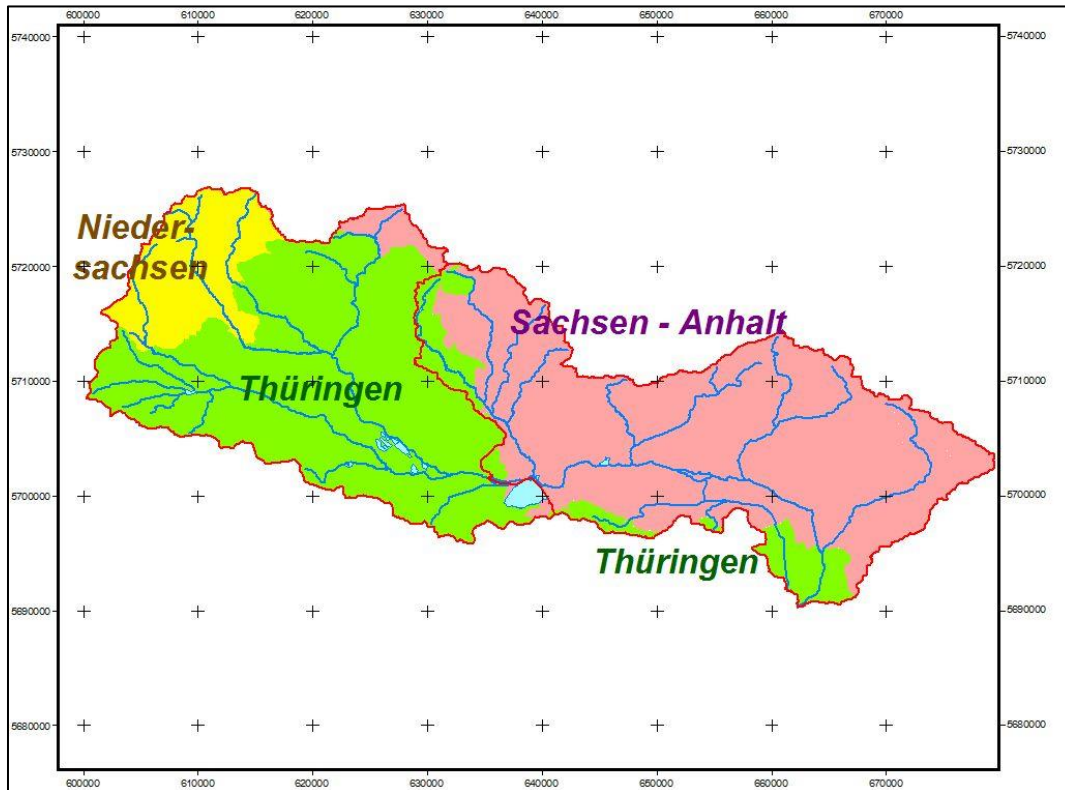 600000 610000 620000 630000 640000 650000 660000 670000
5740000 5740000
5730000 5730000
Nieder-
sachsen
5720000 5720000
Sachsen - Anhalt
5710000 5710000
Thüringen
5700000 5700000
Thüringen
5690000 5690000
5680000 5680000
600000 610000 620000 630000 640000 650000 660000 670000